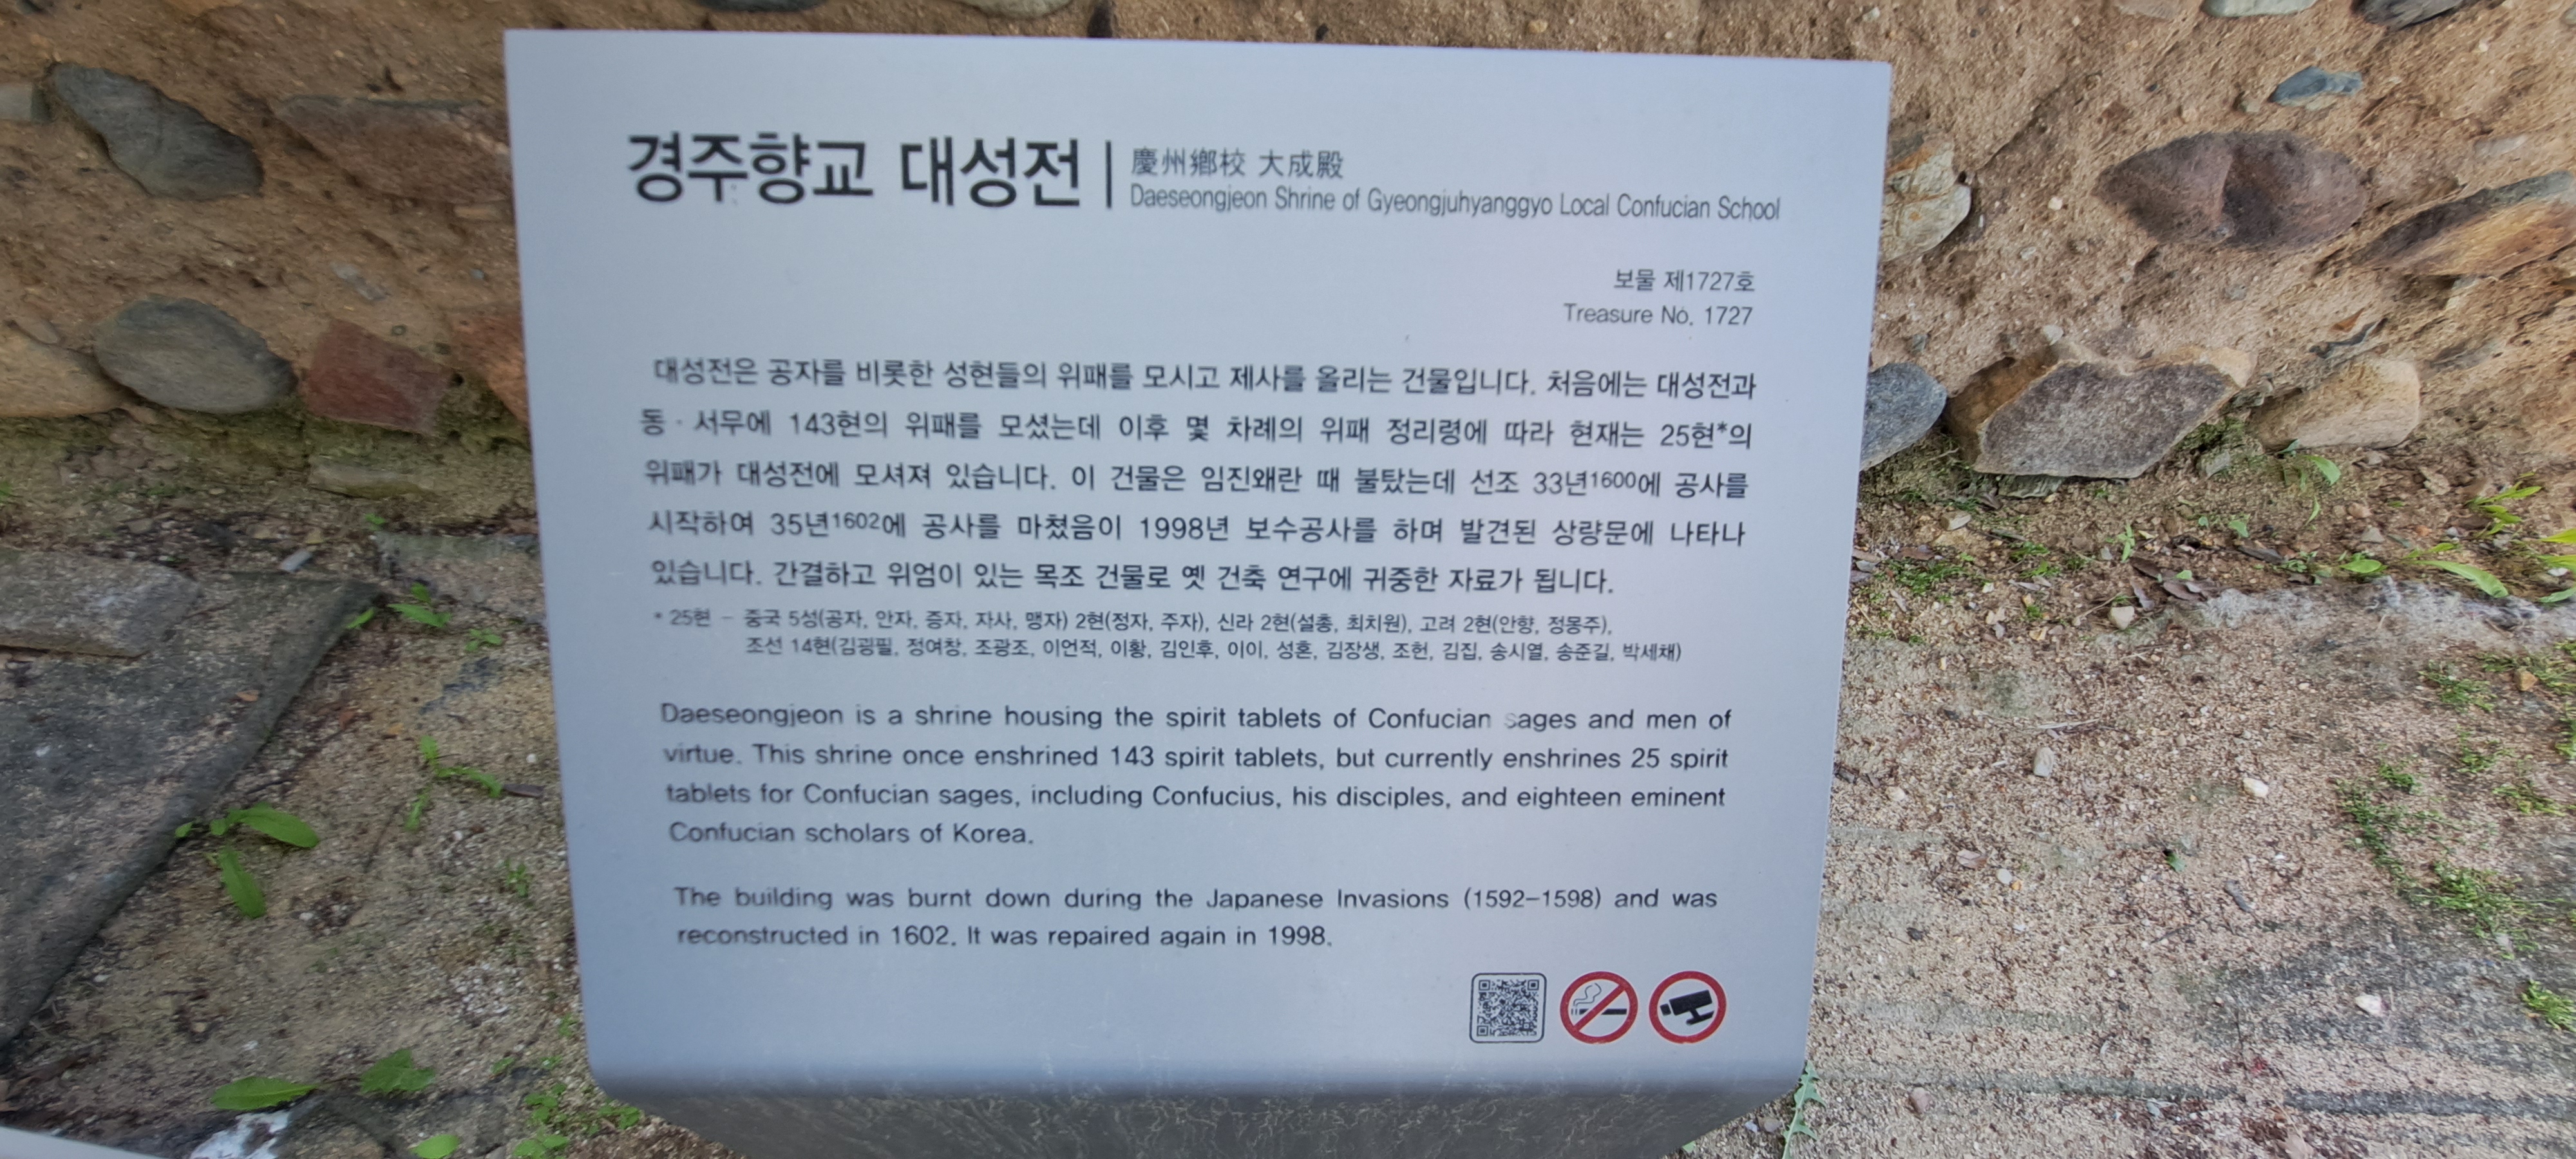 경주향교 대성전
慶州鄕校 大成殿
Daeseongjeon Shrine of Gyeongjuhyanggyo Local Confucian School
보물 제1727호
Treasure No. 1727
대성전은 공자를 비롯한 성현들의 위패를 모시고 제사를 올리는 건물입니다. 처음에는 대성전과
동·서무에 143현의 위패를 모셨는데 이후 몇 차례의 위패 정리령에 따라 현재는 25현*의
위패가 대성전에 모셔져 있습니다. 이 건물은 임진왜란 때 불탔는데 선조 33년1600에 공사를
시작하여 35년1602에 공사를 마쳤음이 1998년 보수공사를 하며 발견된 상량문에 나타나
있습니다. 간결하고 위엄이 있는 목조 건물로 옛 건축 연구에 귀중한 자료가 됩니다.
* 25현 - 중국 5성(공자, 안자, 증자, 자사, 맹자) 2현(정자, 주자), 신라 2현(설총, 최치원), 고려 2현(안향, 정몽주),
조선 14현(김굉필, 정여창, 조광조, 이언적, 이황, 김인후, 이이, 성혼, 김장생, 조헌, 김집, 송시열, 송준길, 박세채)
Daeseongjeon is a shrine housing the spirit tablets of Confucian sages and men of
virtue. This shrine once enshrined 143 spirit tablets, but currently enshrines 25 spirit
tablets for Confucian sages, including Confucius, his disciples, and eighteen eminent
Confucian scholars of Korea.
The building was burnt down during the Japanese Invasions (1592-1598) and was
reconstructed in 1602. It was repaired again in 1998.